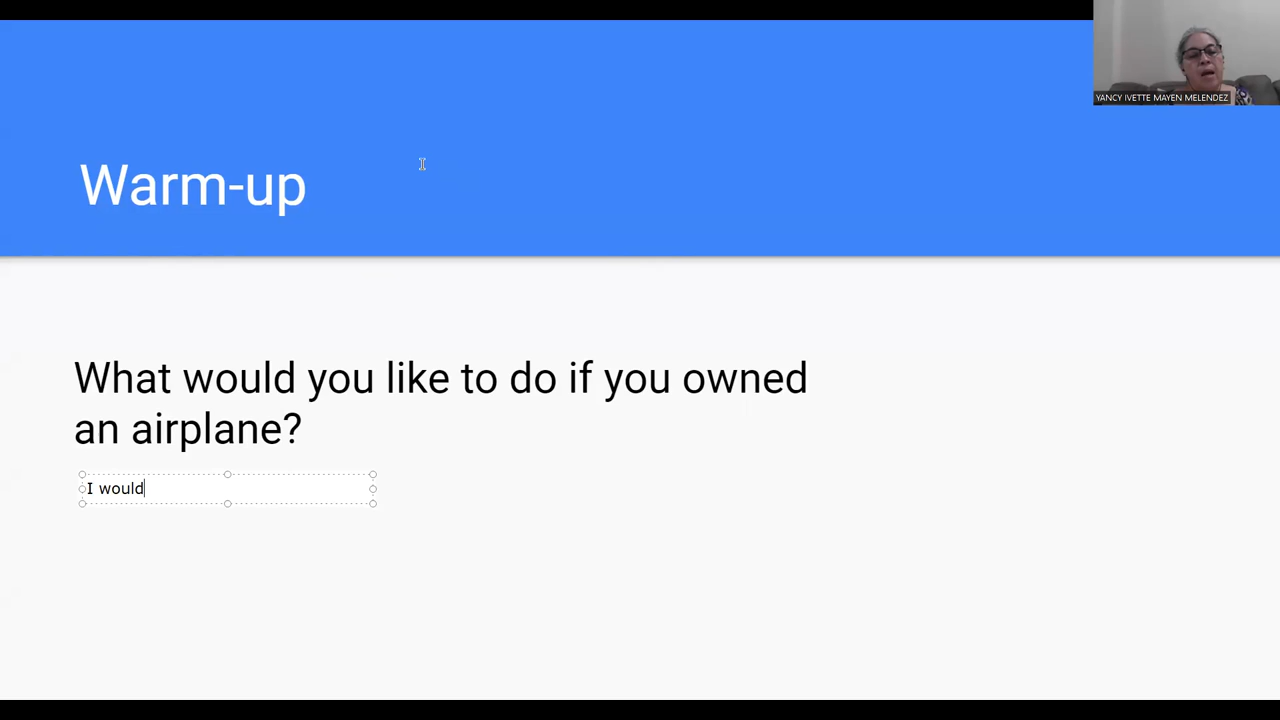 YANCY IVETTE MAYEN MELENDEZ
Warm-up
What would you like to do if you owned
an airplane?
I would